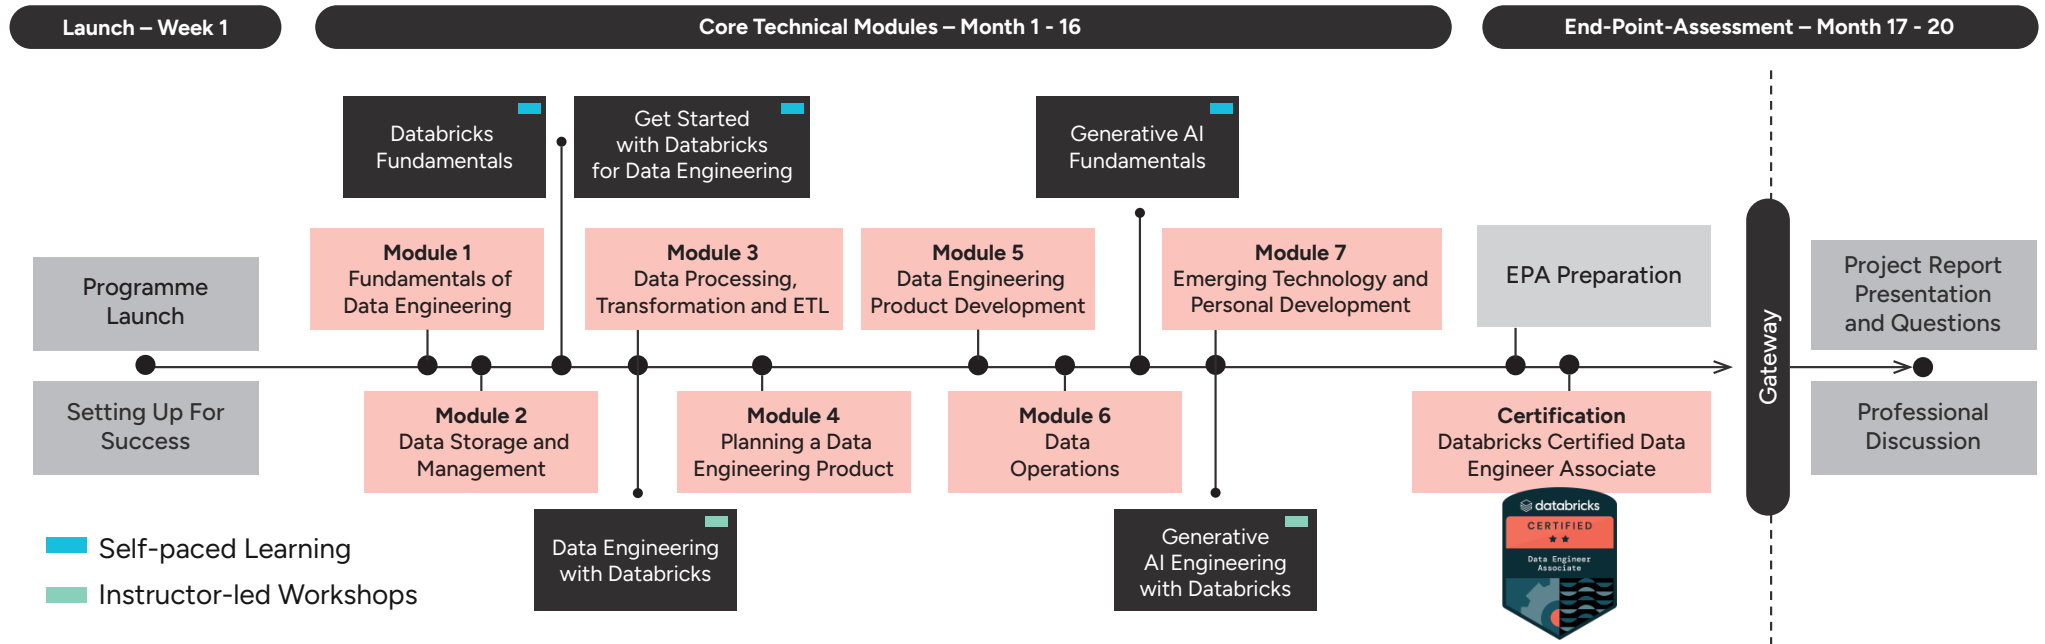 Launch – Week 1
Core Technical Modules – Month 1 - 16
End-Point-Assessment – Month 17 - 20
Databricks
Fundamentals
Get Started
with Databricks
for Data Engineering
Generative AI
Fundamentals
Programme
Launch
Module 1
Fundamentals of
Data Engineering
Module 3
Data Processing,
Transformation and ETL
Module 5
Data Engineering
Product Development
Module 7
Emerging Technology and
Personal Development
EPA Preparation
Gateway
Project Report
Presentation
and Questions
Setting Up For
Success
Module 2
Data Storage and
Management
Module 4
Planning a Data
Engineering Product
Module 6
Data
Operations
Certification
Databricks Certified Data
Engineer Associate
Professional
Discussion
databricks
CERTIFIED
Data Engineer
Associate
Data Engineering
with Databricks
Generative
AI Engineering
with Databricks
Self-paced Learning
Instructor-led Workshops